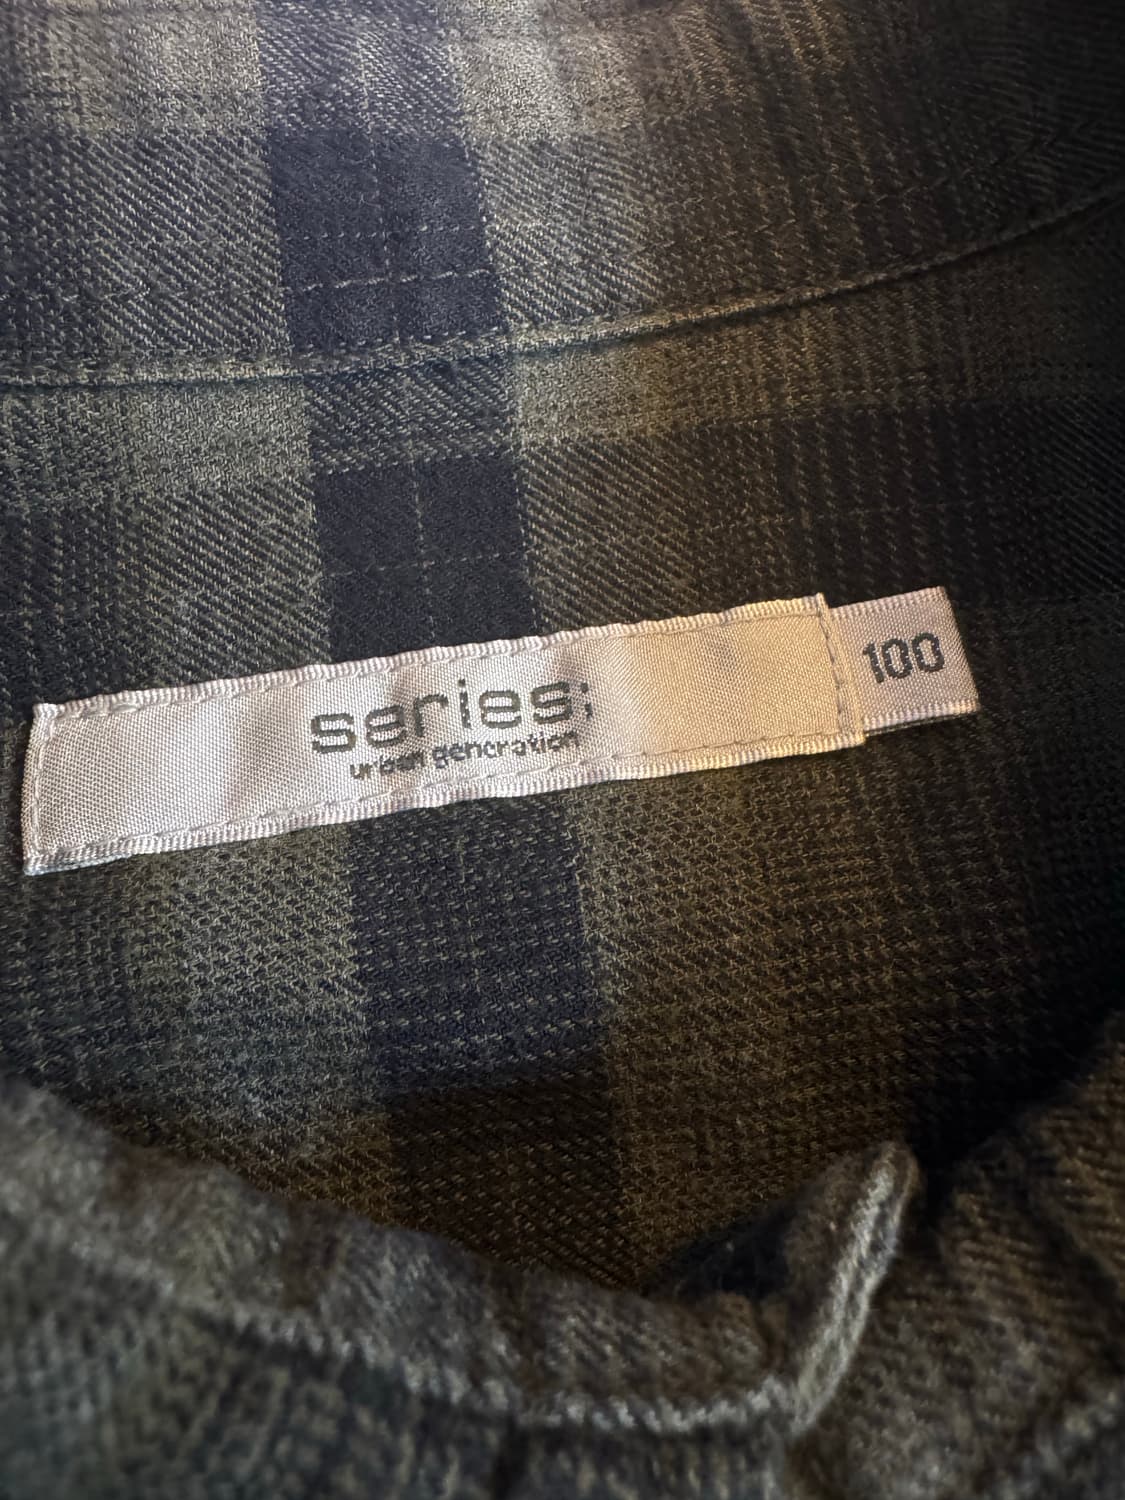 series;
urban generation
100